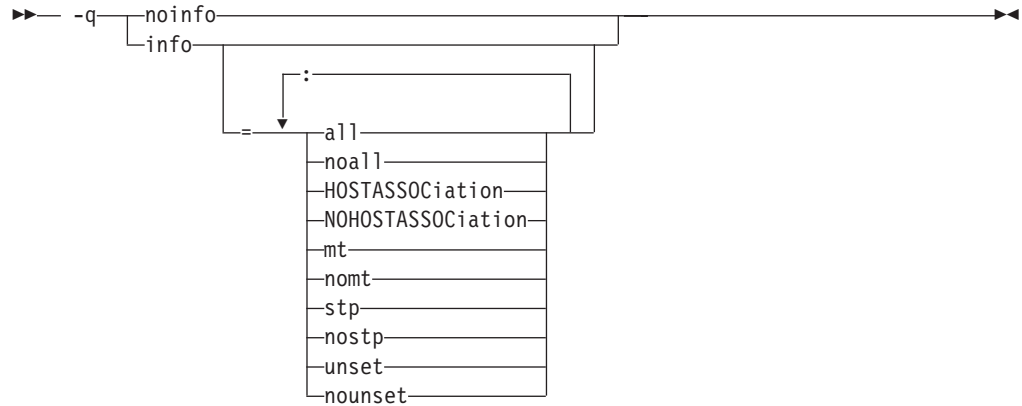 -q noinfo
info
:
= all
noall
HOSTASSOCiation
NOHOSTASSOCiation
mt
nomt
stp
nostp
unset
nounset